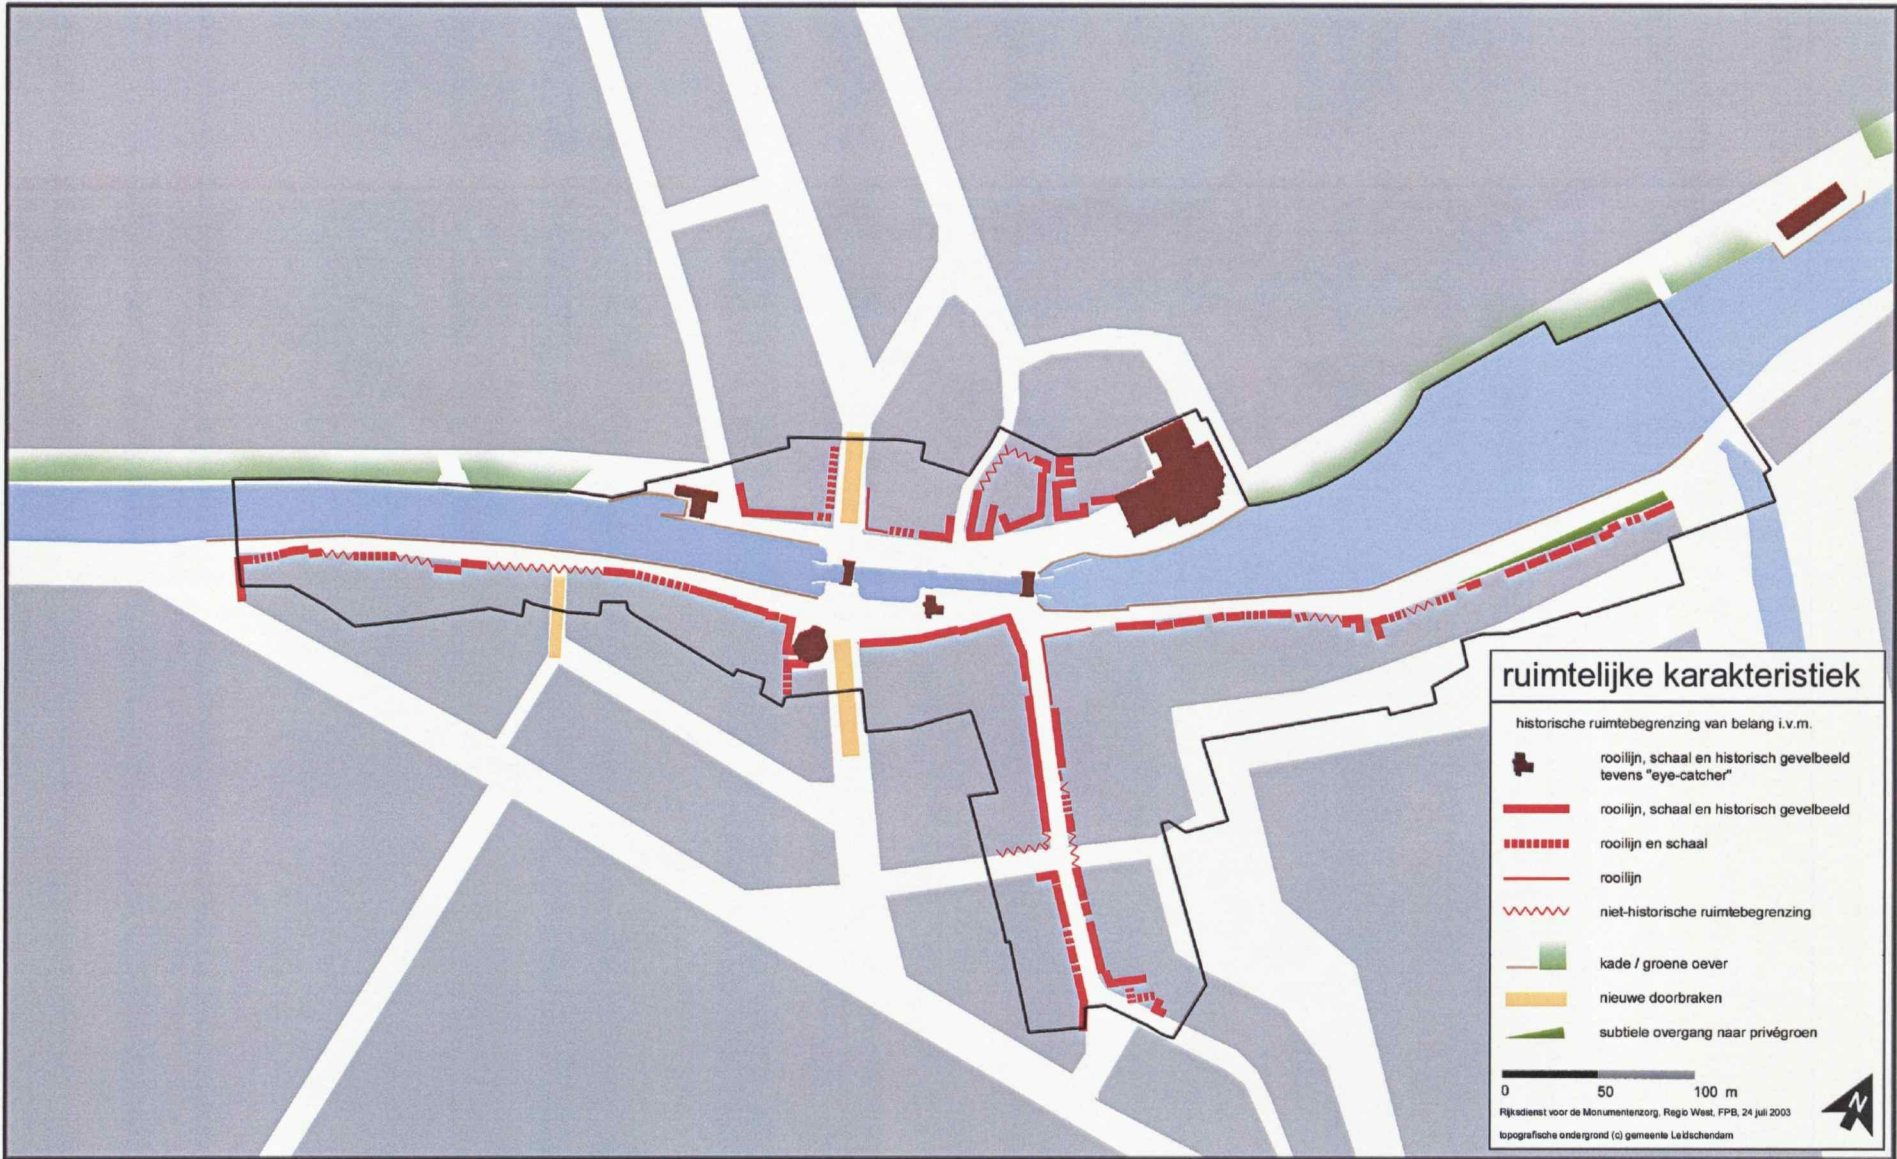 ruimtelijke karakteristiek
historische ruimtebegrenzing van belang i.v.m.
rooilijn, schaal en historisch gevelbeeld
tevens "eye-catcher"
rooilijn, schaal en historisch gevelbeeld
rooilijn en schaal
rooilijn
niet-historische ruimtebegrenzing
kade / groene oever
nieuwe doorbraken
subtiele overgang naar privégroen
0 50 100 m
N
Rijksdienst voor de Monumentenzorg, Regio West, FPB, 24 juli 2003
topografische ondergrond (c) gemeente Leidschendam